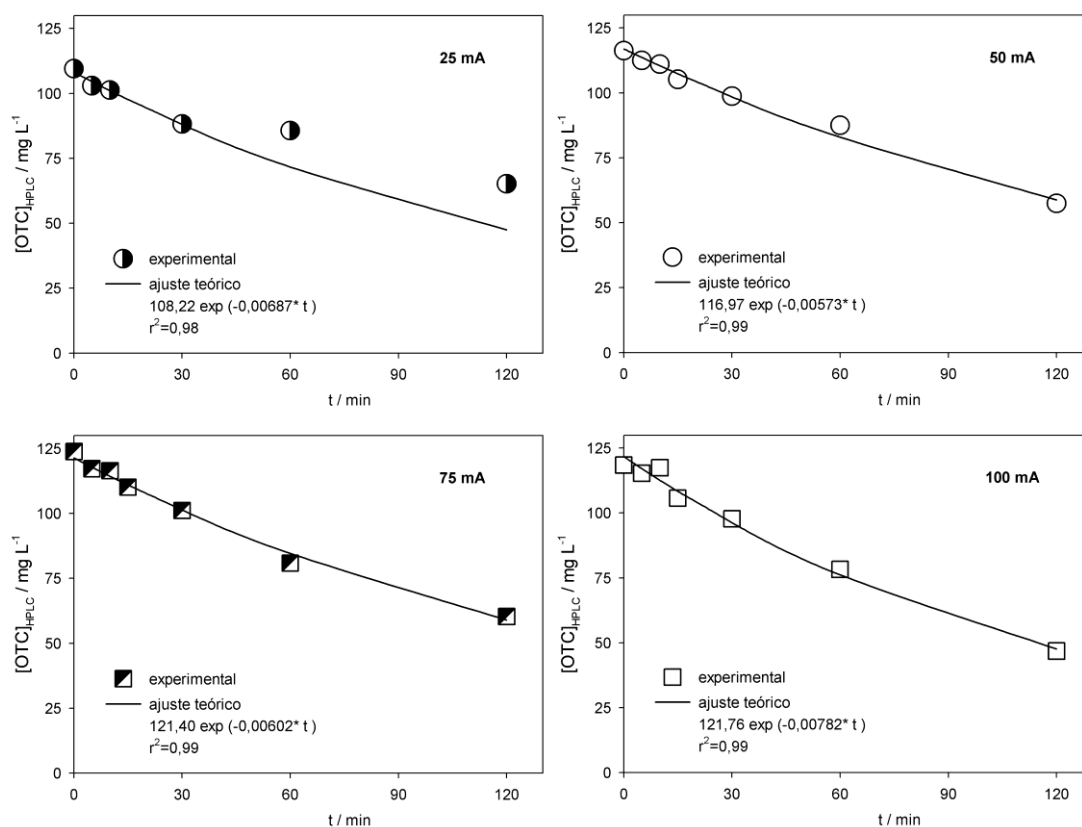 125
100
75
50
25
0
[OTC]HPLC / mg L-1
25 mA
experimental
ajuste teórico
108,22 exp (-0,00687* t )
r2=0,98
0 30 60 90 120
t / min
125
100
75
50
25
0
[OTC]HPLC / mg L-1
50 mA
experimental
ajuste teórico
116,97 exp (-0,00573* t )
r2=0,99
0 30 60 90 120
t / min
125
100
75
50
25
0
[OTC]HPLC / mg L-1
75 mA
experimental
ajuste teórico
121,40 exp (-0,00602* t )
r2=0,99
0 30 60 90 120
t / min
125
100
75
50
25
0
[OTC]HPLC / mg L-1
100 mA
experimental
ajuste teórico
121,76 exp (-0,00782* t )
r2=0,99
0 30 60 90 120
t / min